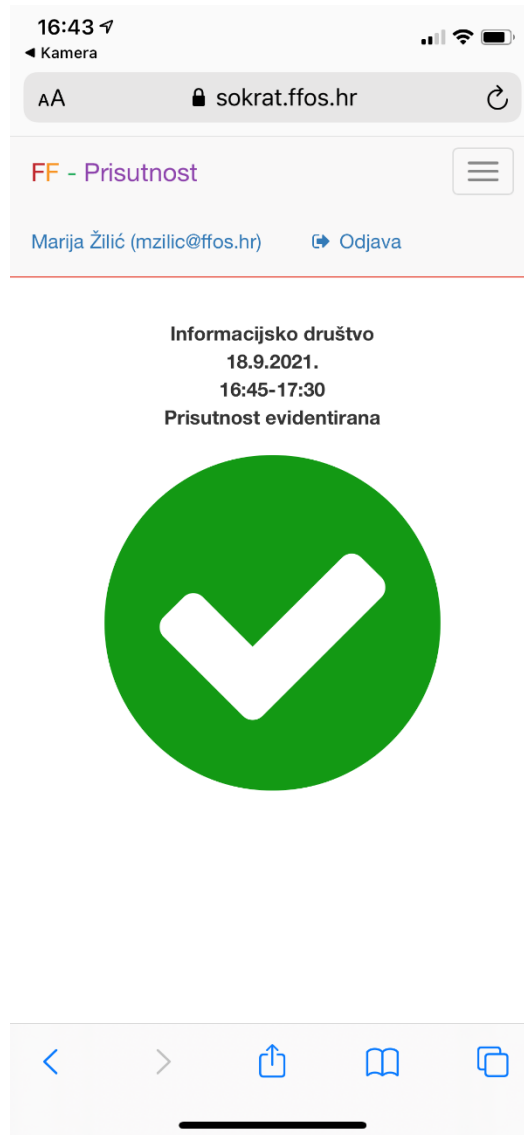 16:43
◀ Kamera
AA sokrat.ffos.hr
FF - Prisutnost
Marija Žilić (mzilic@ffos.hr) Odjava
Informacijsko društvo
18.9.2021.
16:45-17:30
Prisutnost evidentirana